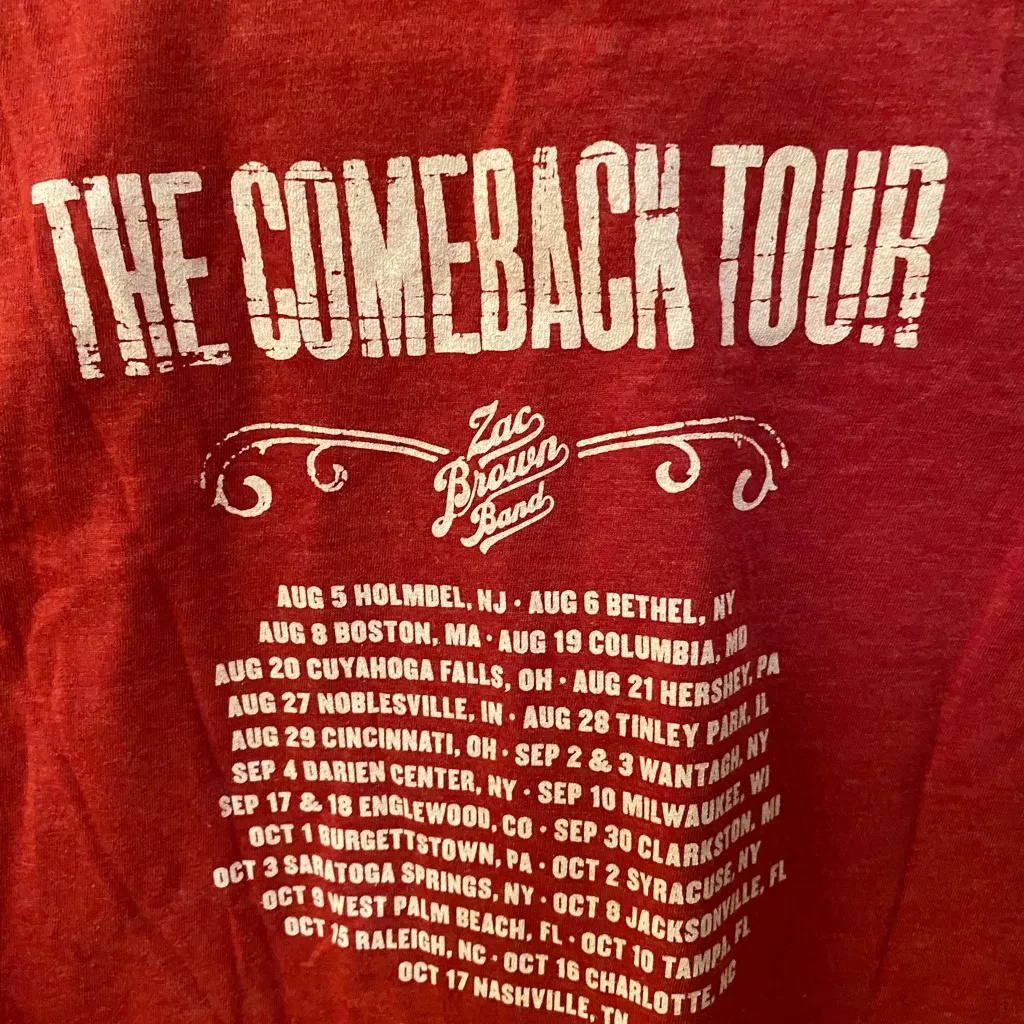 THE COMEBACK TOUR
Zac
Brown
Band
AUG 5 HOLMDEL, NJ · AUG 6 BETHEL, NY
AUG 8 BOSTON, MA · AUG 19 COLUMBIA, MD
AUG 20 CUYAHOGA FALLS, OH · AUG 21 HERSHEY, PA
AUG 27 NOBLESVILLE, IN · AUG 28 TINLEY PARK, IL
AUG 29 CINCINNATI, OH · SEP 2 & 3 WANTAGH, NY
SEP 4 DARIEN CENTER, NY · SEP 10 MILWAUKEE, WI
SEP 17 & 18 ENGLEWOOD, CO · SEP 30 CLARKSTON, MI
OCT 1 BURGETTSTOWN, PA · OCT 2 SYRACUSE, NY
OCT 3 SARATOGA SPRINGS, NY · OCT 8 JACKSONVILLE, FL
OCT 9 WEST PALM BEACH, FL · OCT 10 TAMPA, FL
OCT 15 RALEIGH, NC · OCT 16 CHARLOTTE, NC
OCT 17 NASHVILLE, TN